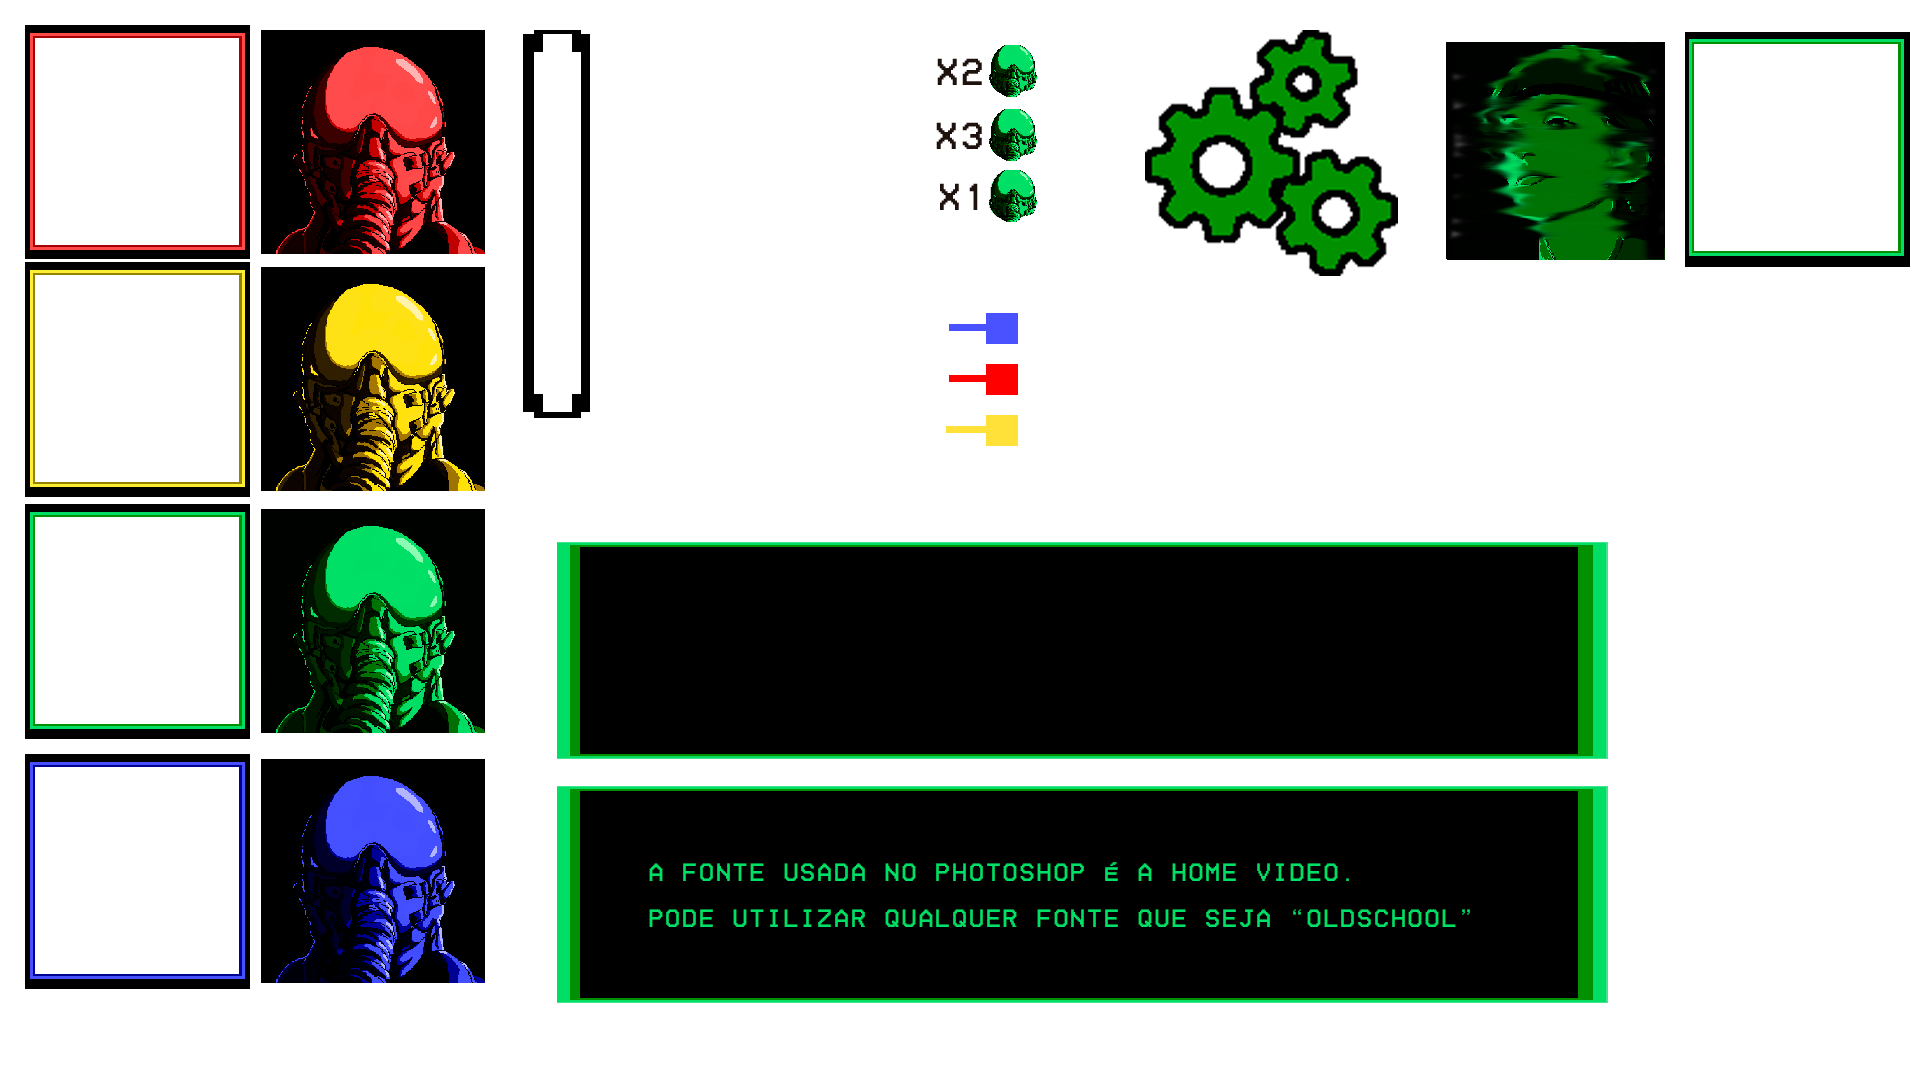 X2
X3
X1
A FONTE USADA NO PHOTOSHOP É A HOME VIDEO.
PODE UTILIZAR QUALQUER FONTE QUE SEJA “OLDSCHOOL”